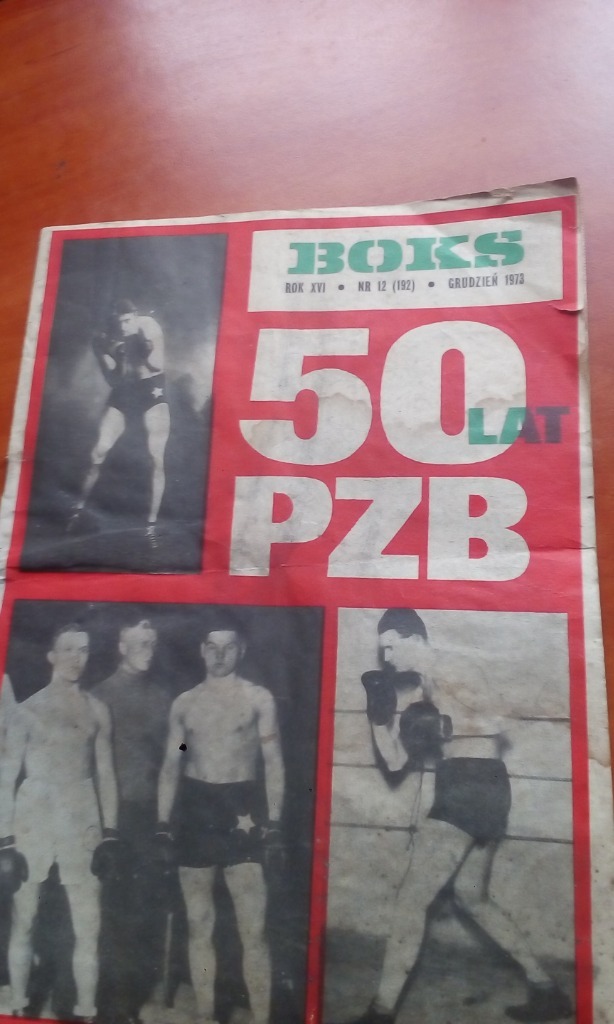 BOKS
ROK XVI • NR 12 (192) • GRUDZIEŃ 1973
50
LAT
PZB